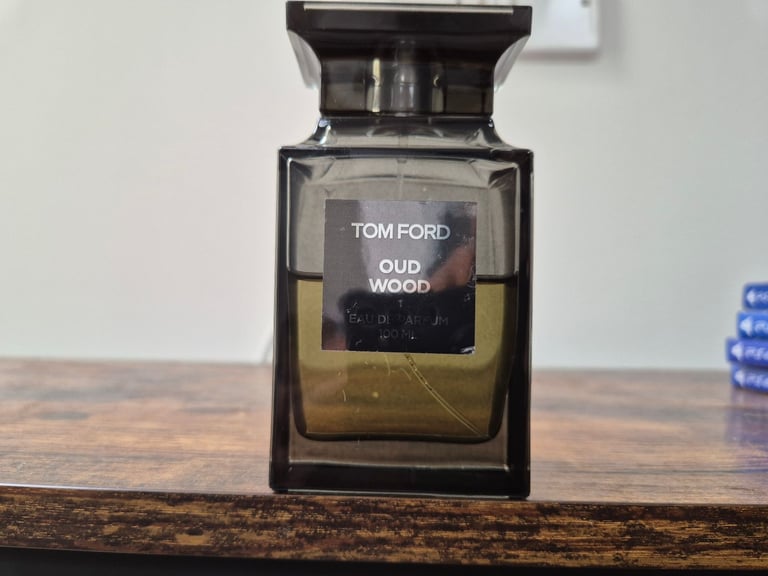 TOM FORD
OUD
WOOD
EAU DE PARFUM
100 ML